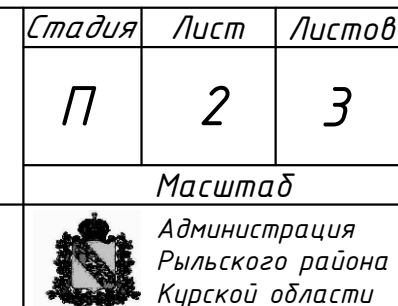 Стадия Лист Листов
П 2 3
Масштаб
Администрация
Рыльского района
Курской области